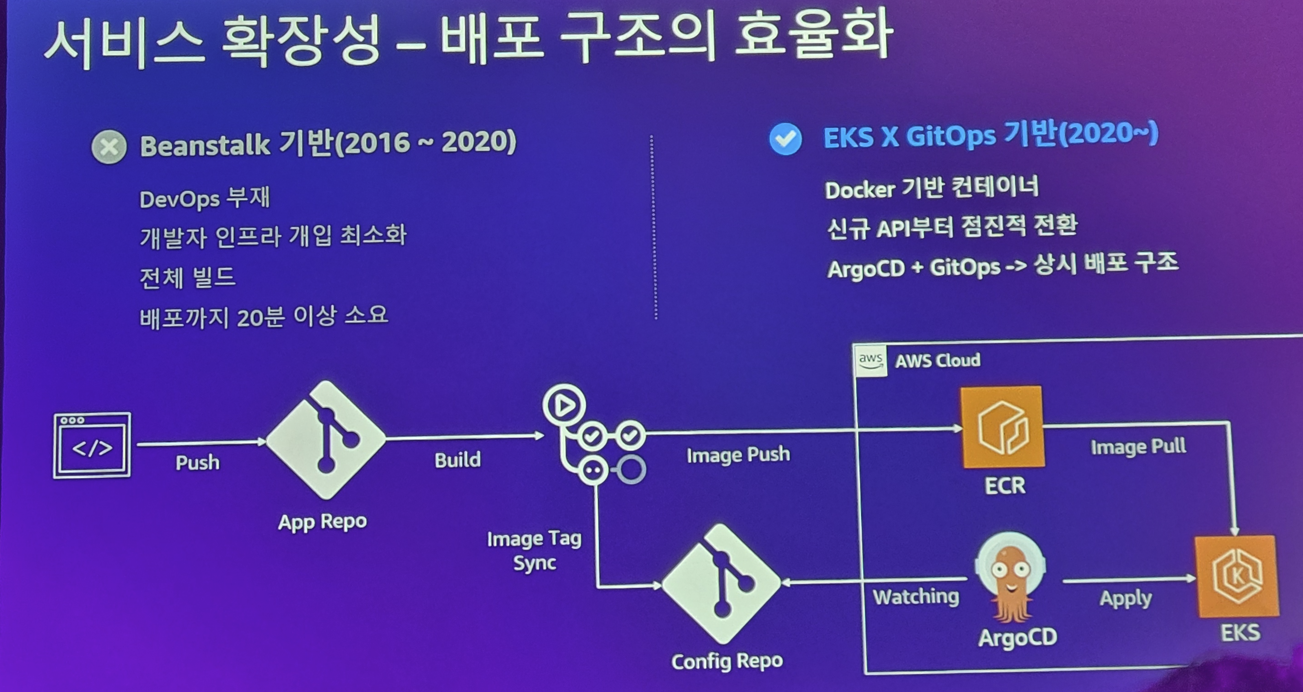 서비스 확장성 – 배포 구조의 효율화
Beanstalk 기반(2016 ~ 2020)
DevOps 부재
개발자 인프라 개입 최소화
전체 빌드
배포까지 20분 이상 소요
EKS X GitOps 기반(2020~)
Docker 기반 컨테이너
신규 API부터 점진적 전환
ArgoCD + GitOps -> 상시 배포 구조
aws
AWS Cloud
</>
Push
App Repo
Build
Image Push
ECR
Image Pull
Image Tag
Sync
Config Repo
Watching
ArgoCD
Apply
K
EKS